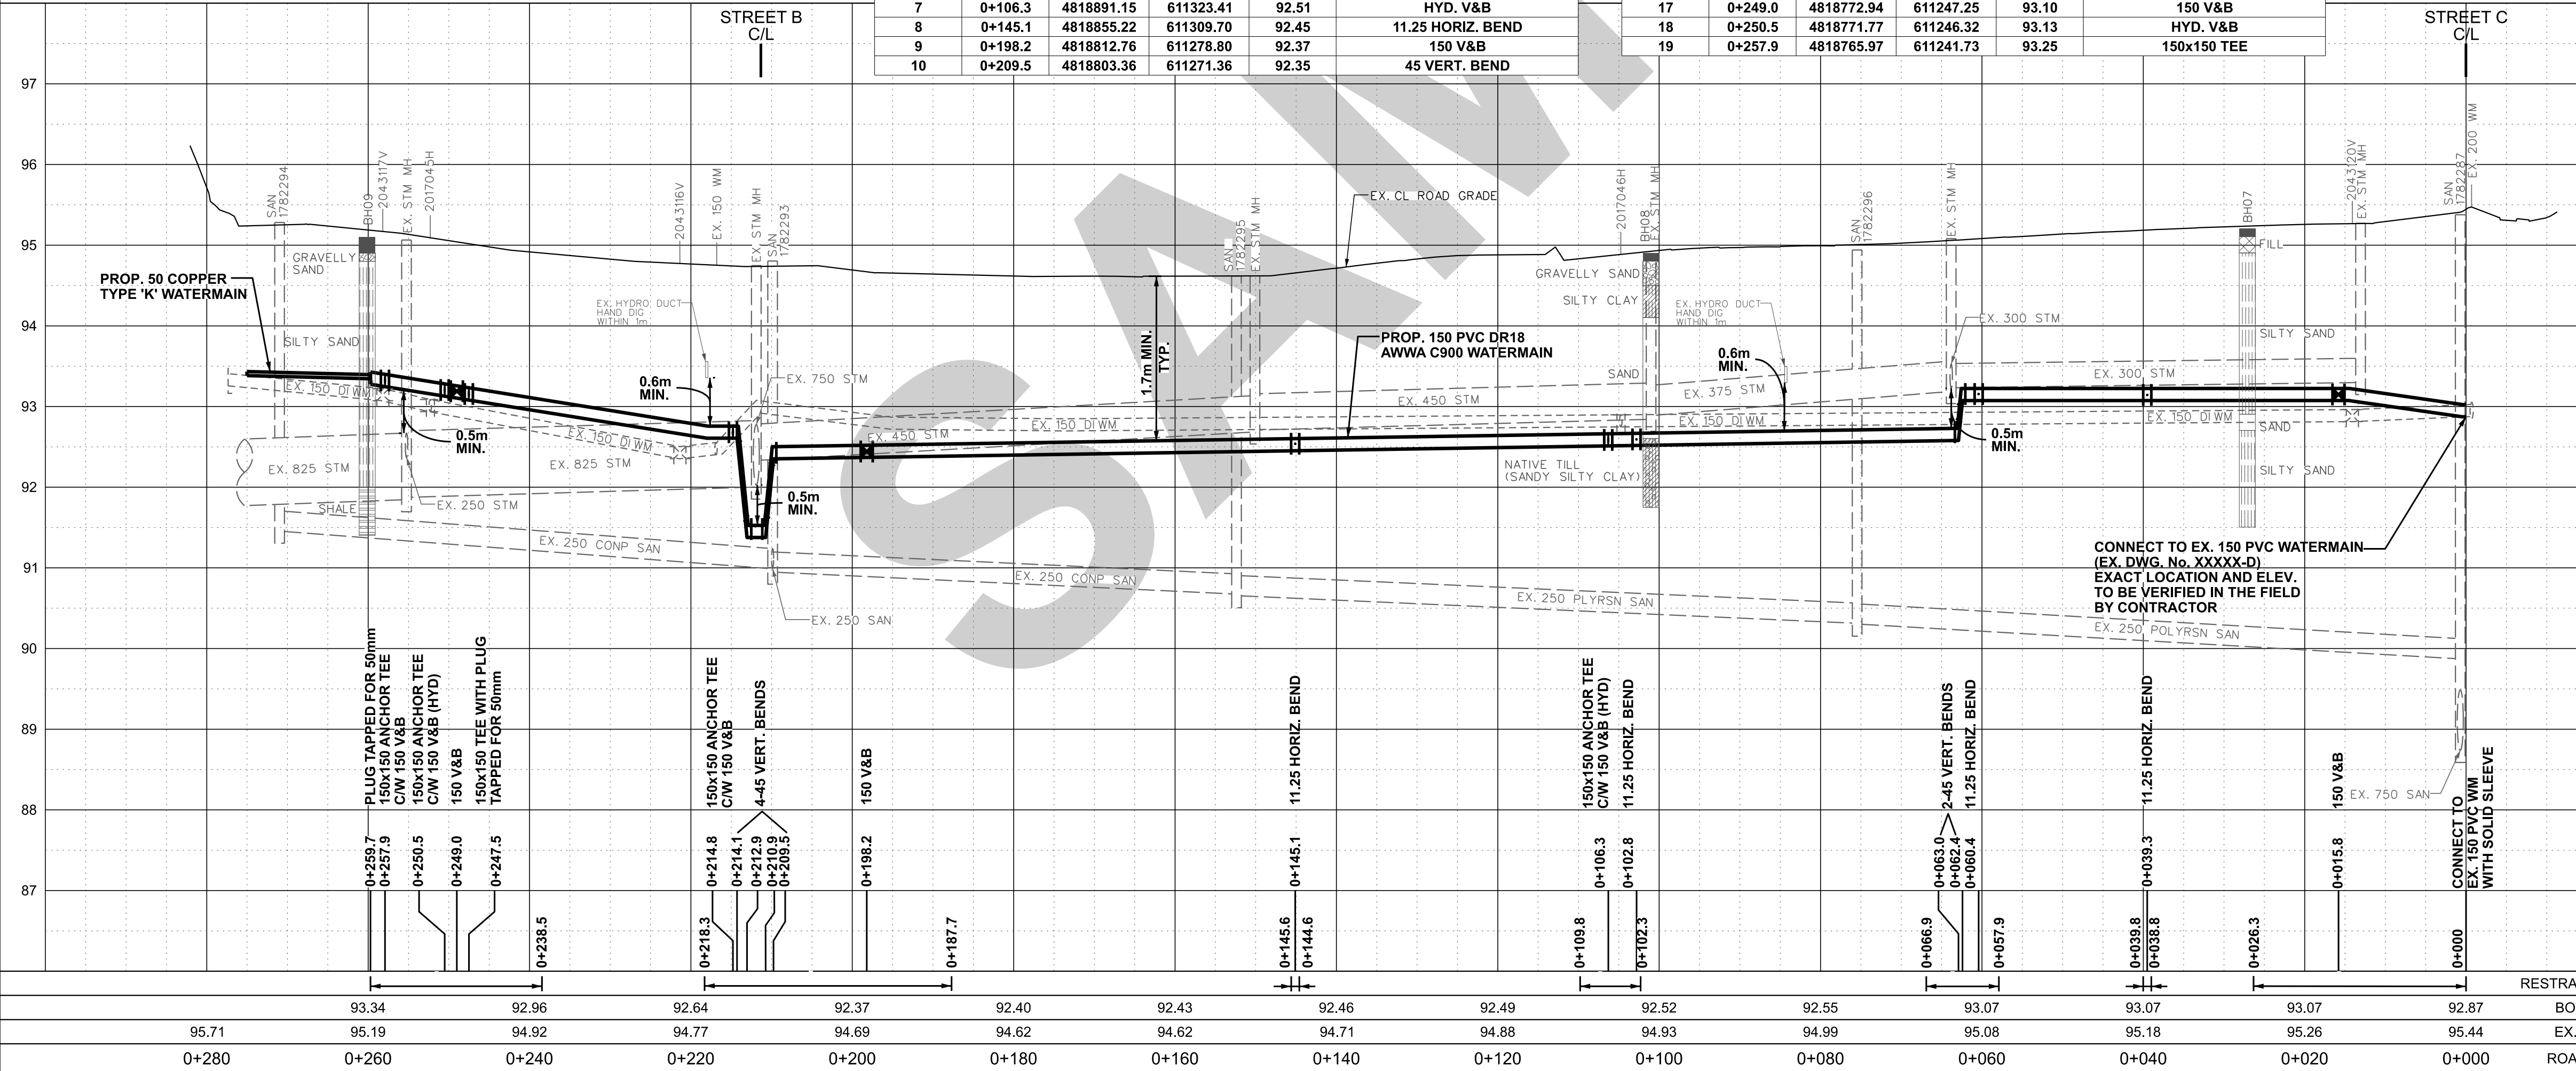 STREET B
C/L
7 0+106.3 4818891.15 611323.41 92.51 HYD. V&B
8 0+145.1 4818855.22 611309.70 92.45 11.25 HORIZ. BEND
9 0+198.2 4818812.76 611278.80 92.37 150 V&B
10 0+209.5 4818803.36 611271.36 92.35 45 VERT. BEND
17 0+249.0 4818772.94 611247.25 93.10 150 V&B
18 0+250.5 4818771.77 611246.32 93.13 HYD. V&B
19 0+257.9 4818765.97 611241.73 93.25 150x150 TEE
STREET C
C/L
97
96
95
94
93
92
91
90
89
88
87
SAM
SAN
1782294
BH09
2043117V
EX. STM MH
2017045H
2043116V
EX. 150 WM
EX. STM MH
SAN
1782293
SAN
1782295
EX. STM MH
EX. CL ROAD GRADE
2017046H
BH08
EX. STM MH
SAN
1782296
EX. STM MH
BH07
2043120V
EX. STM MH
SAN
1782287
EX. 200 WM
PROP. 50 COPPER
TYPE 'K' WATERMAIN
GRAVELLY
SAND
SILTY SAND
EX. 150 DI WM
EX. 825 STM
SHALE
0.5m
MIN.
EX. 250 STM
EX. 150 DI WM
EX. 825 STM
EX. 250 CONP SAN
EX. HYDRO DUCT
HAND DIG
WITHIN 1m
0.6m
MIN.
EX. 750 STM
EX. 450 STM
0.5m
MIN.
EX. 250 SAN
EX. 150 DI WM
EX. 250 CONP SAN
1.7m MIN.
TYP.
PROP. 150 PVC DR18
AWWA C900 WATERMAIN
EX. 450 STM
GRAVELLY SAND
SILTY CLAY
SAND
NATIVE TILL
(SANDY SILTY CLAY)
EX. 250 PLYRSN SAN
EX. HYDRO DUCT
HAND DIG
WITHIN 1m
0.6m
MIN.
EX. 375 STM
EX. 150 DI WM
EX. 300 STM
0.5m
MIN.
EX. 300 STM
EX. 150 DI WM
FILL
SILTY SAND
SAND
SILTY SAND
CONNECT TO EX. 150 PVC WATERMAIN
(EX. DWG. No. XXXXX-D)
EXACT LOCATION AND ELEV.
TO BE VERIFIED IN THE FIELD
BY CONTRACTOR
EX. 250 POLYRSN SAN
EX. 750 SAN
PLUG TAPPED FOR 50mm
150x150 ANCHOR TEE
C/W 150 V&B
150x150 ANCHOR TEE
C/W 150 V&B (HYD)
150 V&B
150x150 TEE WITH PLUG
TAPPED FOR 50mm
150x150 ANCHOR TEE
C/W 150 V&B
4-45 VERT. BENDS
150 V&B
11.25 HORIZ. BEND
150x150 ANCHOR TEE
C/W 150 V&B (HYD)
11.25 HORIZ. BEND
2-45 VERT. BENDS
11.25 HORIZ. BEND
11.25 HORIZ. BEND
150 V&B
CONNECT TO
EX. 150 PVC WM
WITH SOLID SLEEVE
0+259.7
0+257.9
0+250.5
0+249.0
0+247.5
0+214.8
0+214.1
0+212.9
0+210.9
0+209.5
0+198.2
0+145.1
0+106.3
0+102.8
0+063.0
0+062.4
0+060.4
0+039.3
0+015.8
0+238.5
0+218.3
0+187.7
0+145.6
0+144.6
0+109.8
0+102.3
0+066.9
0+057.9
0+039.8
0+038.8
0+026.3
0+000
RESTRA
93.34 92.96 92.64 92.37 92.40 92.43 92.46 92.49 92.52 92.55 93.07 93.07 93.07 92.87 BO
95.71 95.19 94.92 94.77 94.69 94.62 94.62 94.71 94.88 94.93 94.99 95.08 95.18 95.26 95.44 EX.
0+280 0+260 0+240 0+220 0+200 0+180 0+160 0+140 0+120 0+100 0+080 0+060 0+040 0+020 0+000 ROA